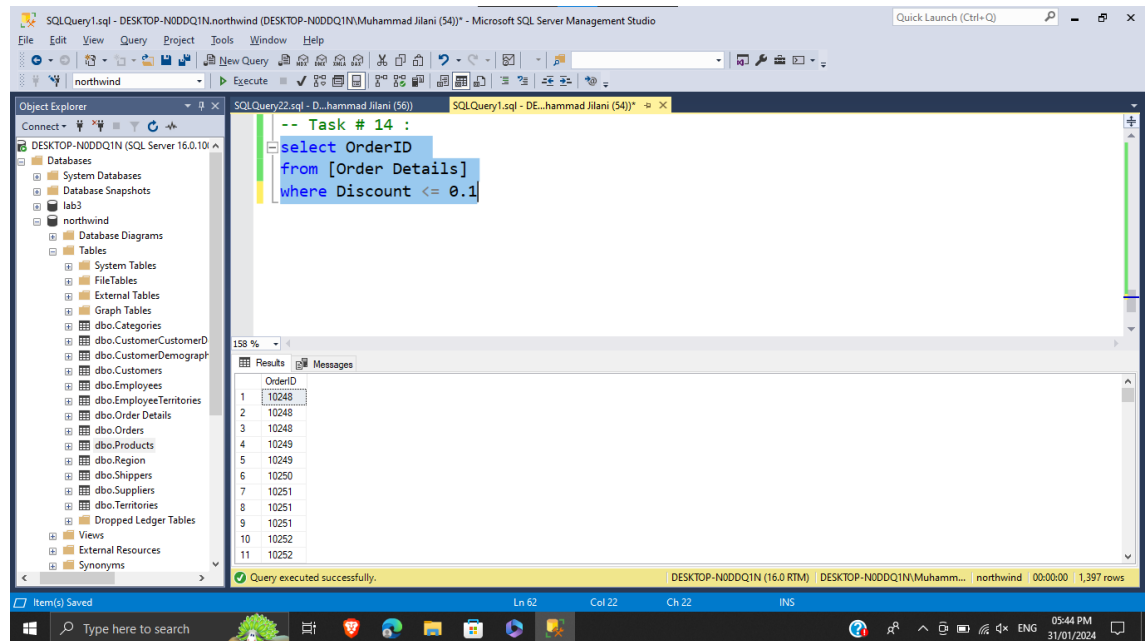 SQLQuery1.sql - DESKTOP-N0DDQ1N.northwind (DESKTOP-N0DDQ1N\Muhammad Jilani (54))* - Microsoft SQL Server Management Studio
Quick Launch (Ctrl+Q)
File Edit View Query Project Tools Window Help
New Query
northwind
Execute
Object Explorer
Connect
DESKTOP-N0DDQ1N (SQL Server 16.0.100
Databases
System Databases
Database Snapshots
lab3
northwind
Database Diagrams
Tables
System Tables
FileTables
External Tables
Graph Tables
dbo.Categories
dbo.CustomerCustomerD
dbo.CustomerDemograph
dbo.Customers
dbo.Employees
dbo.EmployeeTerritories
dbo.Order Details
dbo.Orders
dbo.Products
dbo.Region
dbo.Shippers
dbo.Suppliers
dbo.Territories
Dropped Ledger Tables
Views
External Resources
Synonyms
SQLQuery22.sql - D...hammad Jilani (56))
SQLQuery1.sql - DE...hammad Jilani (54))*
-- Task # 14 :
select OrderID
from [Order Details]
where Discount <= 0.1
158 %
Results Messages
OrderID
1 10248
2 10248
3 10248
4 10249
5 10249
6 10250
7 10251
8 10251
9 10251
10 10252
11 10252
Query executed successfully.
DESKTOP-N0DDQ1N (16.0 RTM) DESKTOP-N0DDQ1N\Muhamm... northwind 00:00:00 1,397 rows
Item(s) Saved
Ln 62 Col 22 Ch 22 INS
Type here to search
ENG
05:44 PM
31/01/2024